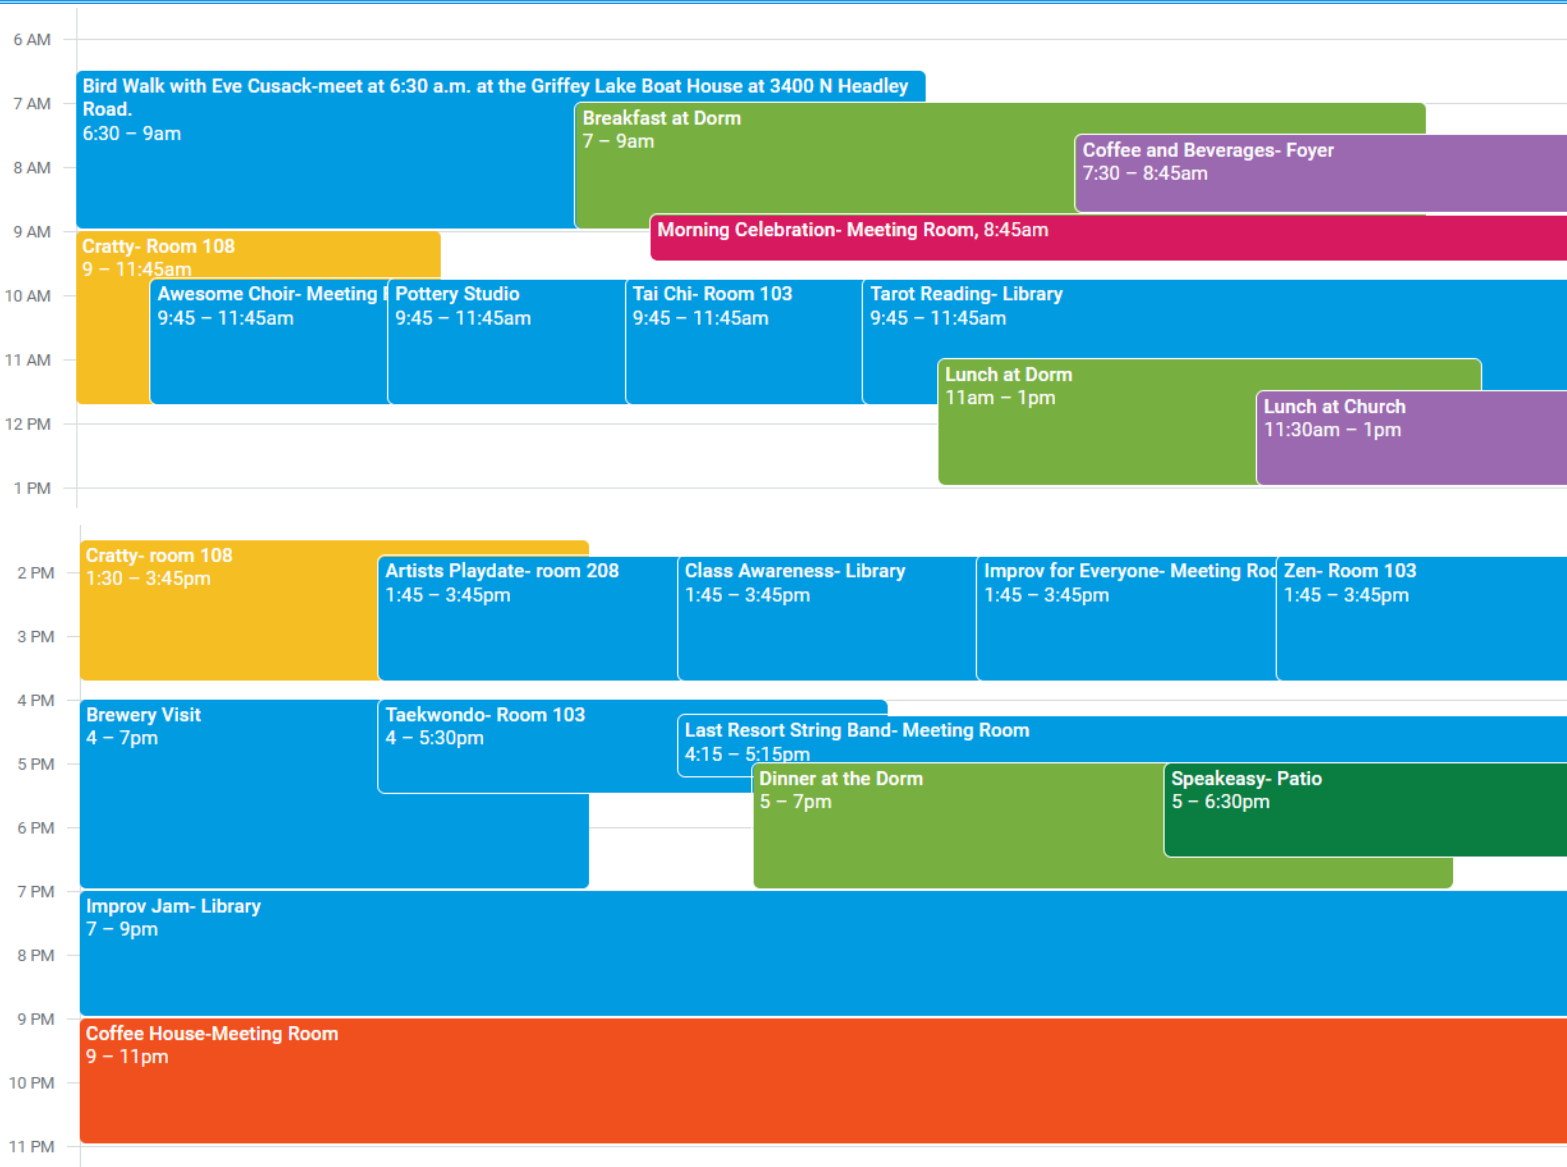 6 AM
Bird Walk with Eve Cusack-meet at 6:30 a.m. at the Griffey Lake Boat House at 3400 N Headley
Road.
6:30 – 9am
7 AM
Breakfast at Dorm
7 – 9am
Coffee and Beverages- Foyer
7:30 – 8:45am
8 AM
Morning Celebration- Meeting Room, 8:45am
9 AM
Cratty- Room 108
9 – 11:45am
10 AM
Awesome Choir- Meeting
9:45 – 11:45am
Pottery Studio
9:45 – 11:45am
Tai Chi- Room 103
9:45 – 11:45am
Tarot Reading- Library
9:45 – 11:45am
11 AM
Lunch at Dorm
11am – 1pm
Lunch at Church
11:30am – 1pm
12 PM
1 PM
Cratty- room 108
1:30 – 3:45pm
2 PM
Artists Playdate- room 208
1:45 – 3:45pm
Class Awareness- Library
1:45 – 3:45pm
Improv for Everyone- Meeting
1:45 – 3:45pm
Zen- Room 103
1:45 – 3:45pm
3 PM
4 PM
Brewery Visit
4 – 7pm
Taekwondo- Room 103
4 – 5:30pm
Last Resort String Band- Meeting Room
4:15 – 5:15pm
5 PM
Dinner at the Dorm
5 – 7pm
Speakeasy- Patio
5 – 6:30pm
6 PM
7 PM
Improv Jam- Library
7 – 9pm
8 PM
9 PM
Coffee House-Meeting Room
9 – 11pm
10 PM
11 PM